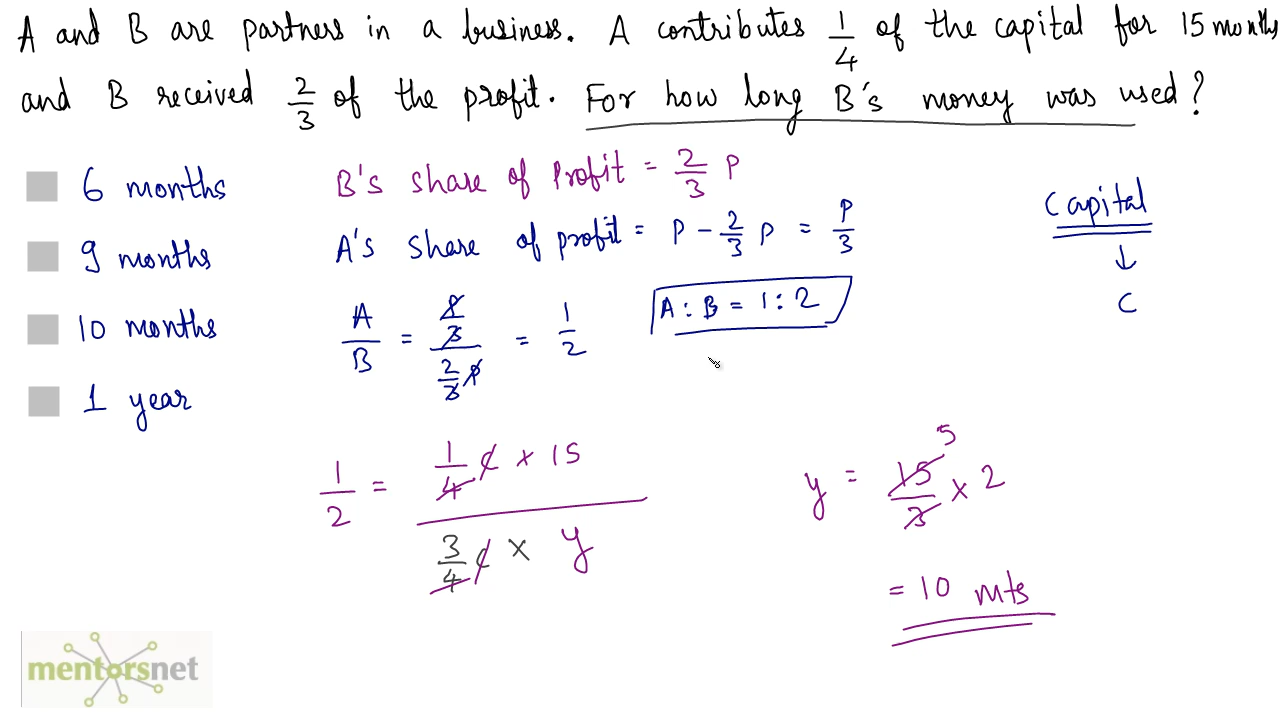 A and B are partners in a business. A contributes 1/4 of the capital for 15 months
and B received 2/3 of the profit. For how long B's money was used?
6 months
9 months
10 months
1 year
B's share of Profit = 2/3 P
A's share of profit = P - 2/3 P = P/3
A/B = (P/3)/(2/3 P) = 1/2
A : B = 1 : 2
Capital
↓
C
1/2 = (1/4 C × 15)/(3/4 C × y)
y = 15/3 × 2
5
= 10 mts
mentorsnet